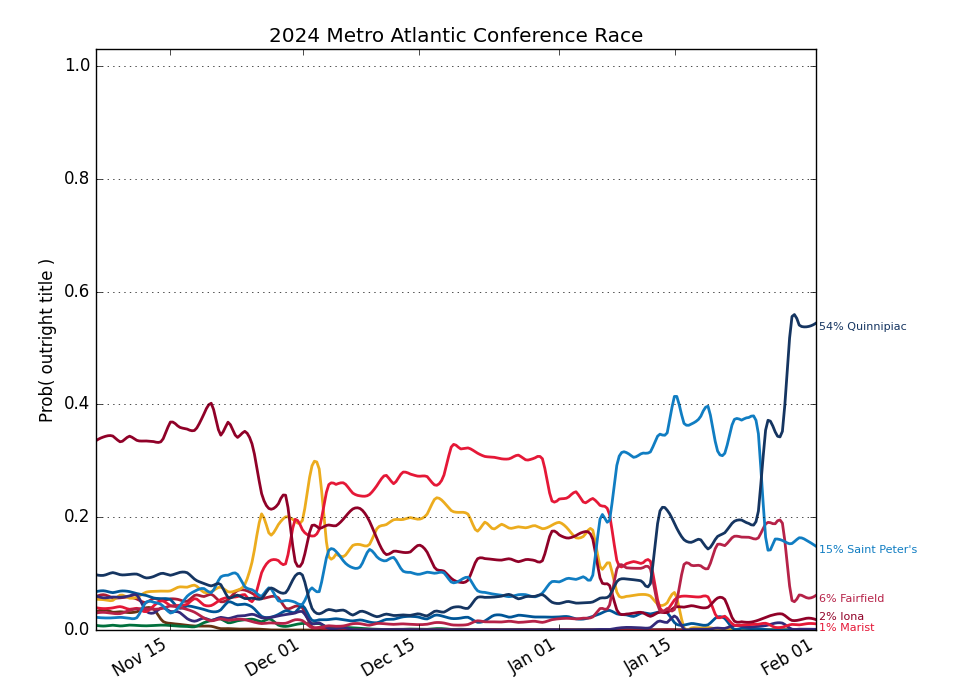 2024 Metro Atlantic Conference Race
Prob( outright title )
1.0
0.8
0.6
0.4
0.2
0.0
54% Quinnipiac
15% Saint Peter's
6% Fairfield
2% Iona
1% Marist
Nov 15
Dec 01
Dec 15
Jan 01
Jan 15
Feb 01